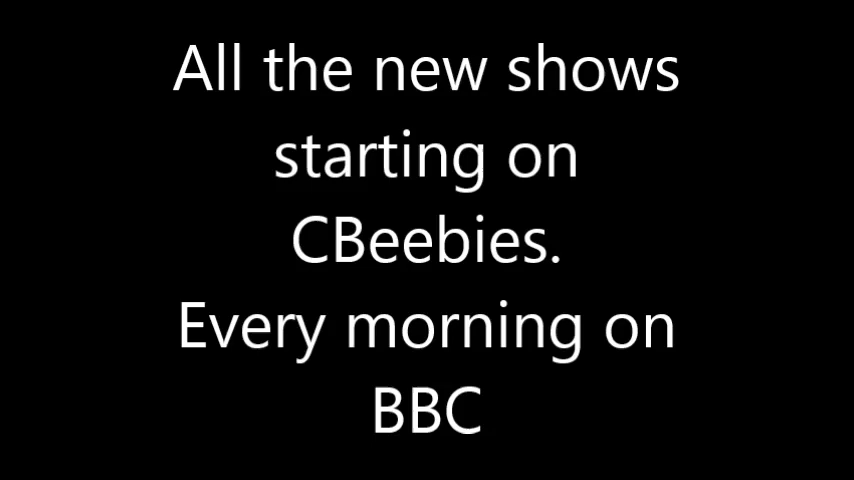 All the new shows
starting on
CBeebies.
Every morning on
BBC